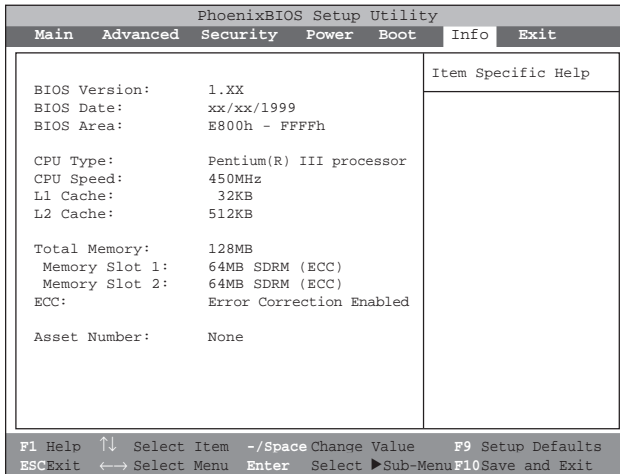 PhoenixBIOS Setup Utility
Main Advanced Security Power Boot Info Exit
Item Specific Help
BIOS Version: 1.XX
BIOS Date: xx/xx/1999
BIOS Area: E800h - FFFFh
CPU Type: Pentium(R) III processor
CPU Speed: 450MHz
L1 Cache: 32KB
L2 Cache: 512KB
Total Memory: 128MB
Memory Slot 1: 64MB SDRM (ECC)
Memory Slot 2: 64MB SDRM (ECC)
ECC: Error Correction Enabled
Asset Number: None
F1 Help ↑↓ Select Item -/Space Change Value F9 Setup Defaults
ESC Exit ←→ Select Menu Enter Select ▶Sub-Menu F10 Save and Exit